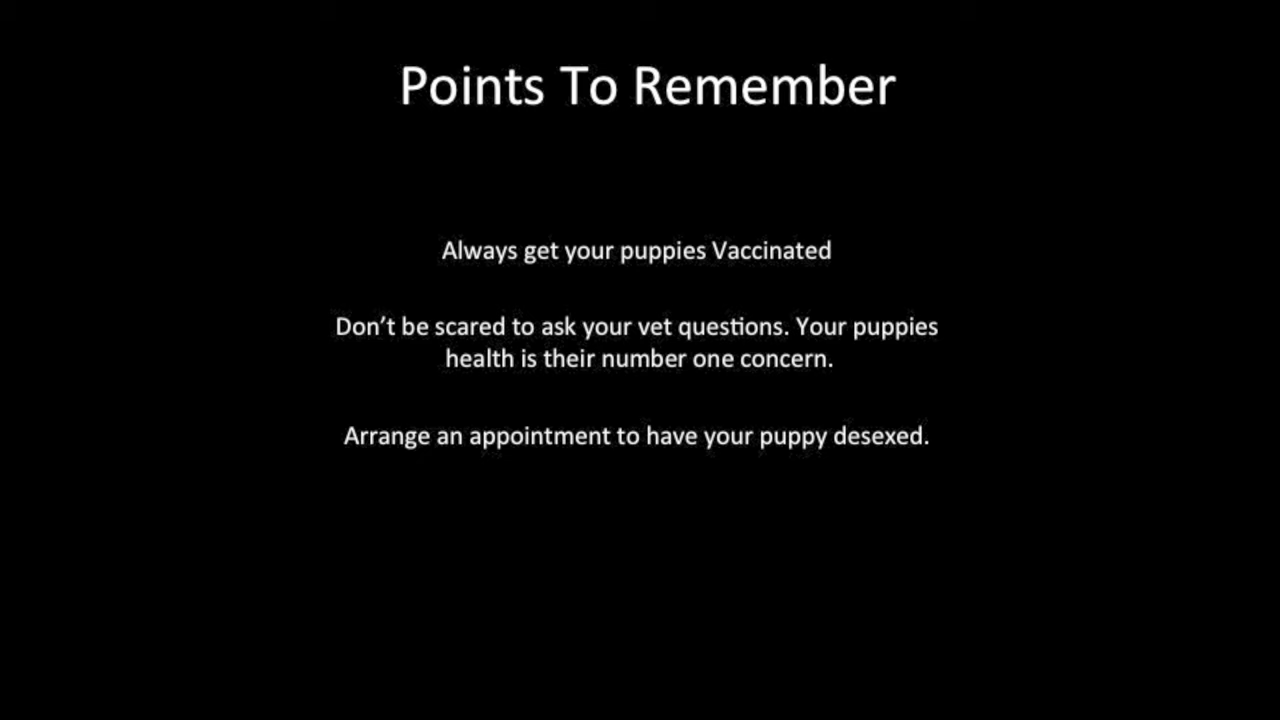 Points To Remember
Always get your puppies Vaccinated
Don’t be scared to ask your vet questions. Your puppies
health is their number one concern.
Arrange an appointment to have your puppy desexed.